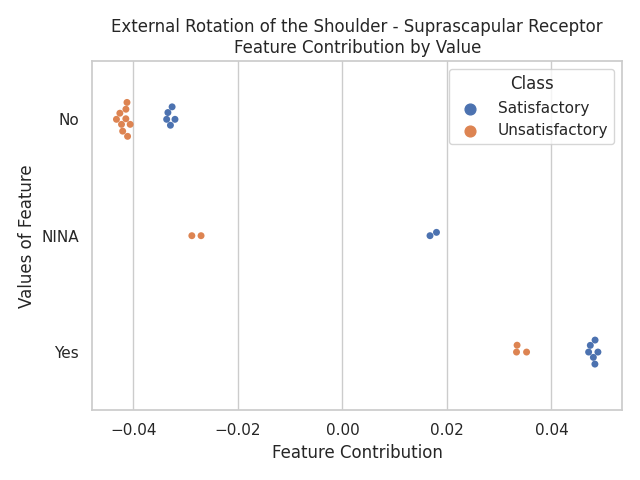 External Rotation of the Shoulder - Suprascapular Receptor
Feature Contribution by Value
Class
Satisfactory
Unsatisfactory
Values of Feature
No
NINA
Yes
−0.04
−0.02
0.00
0.02
0.04
Feature Contribution